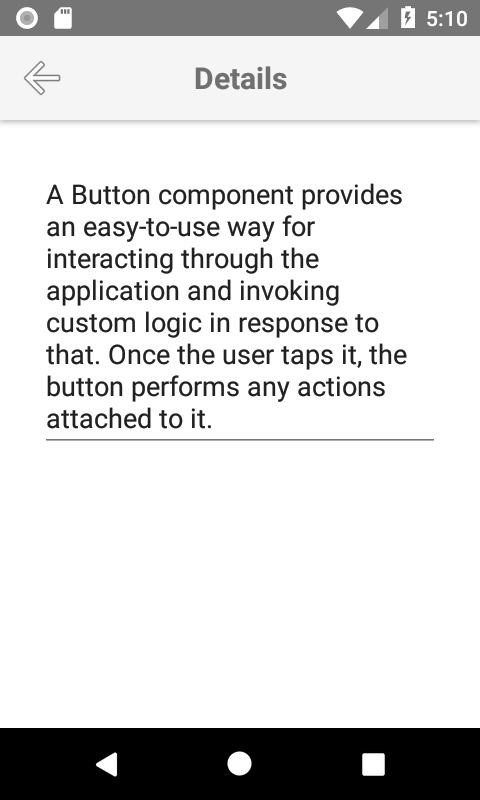 5:10
Details
A Button component provides
an easy-to-use way for
interacting through the
application and invoking
custom logic in response to
that. Once the user taps it, the
button performs any actions
attached to it.